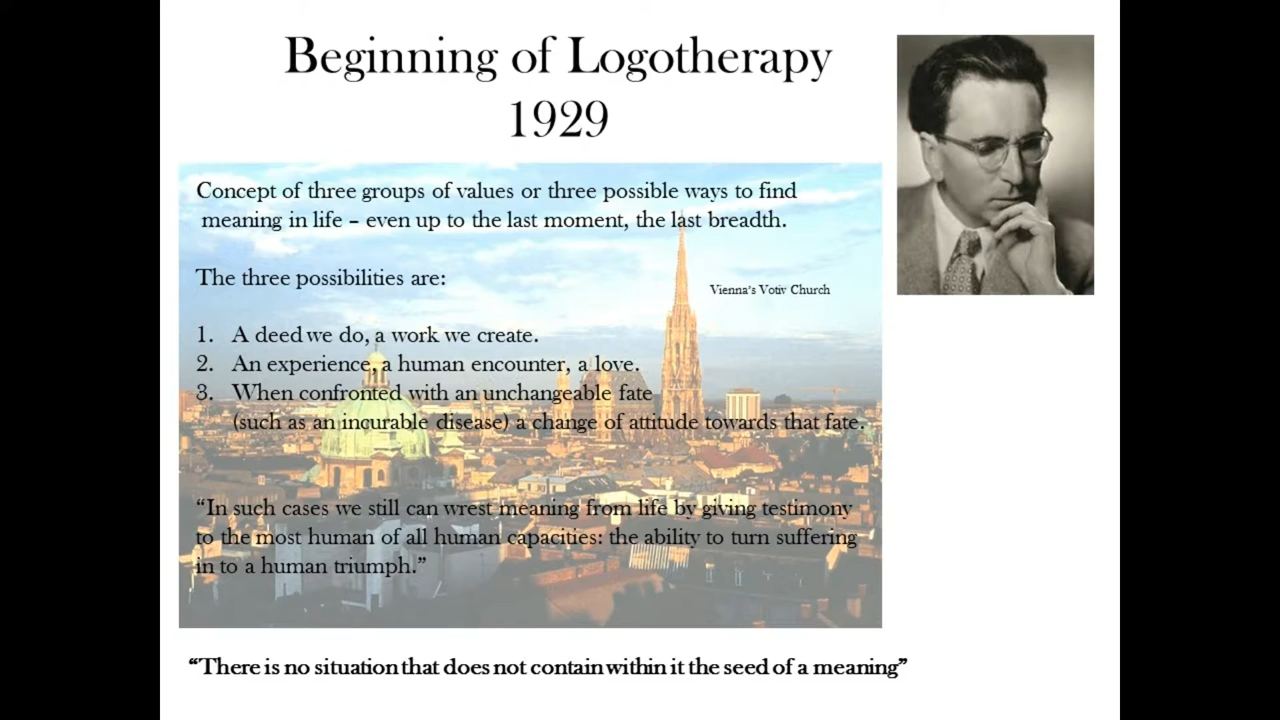 Beginning of Logotherapy
1929
Concept of three groups of values or three possible ways to find
meaning in life – even up to the last moment, the last breadth.
The three possibilities are:
Vienna's Votiv Church
1. A deed we do, a work we create.
2. An experience, a human encounter, a love.
3. When confronted with an unchangeable fate
(such as an incurable disease) a change of attitude towards that fate.
“In such cases we still can wrest meaning from life by giving testimony
to the most human of all human capacities: the ability to turn suffering
in to a human triumph.”
“There is no situation that does not contain within it the seed of a meaning”